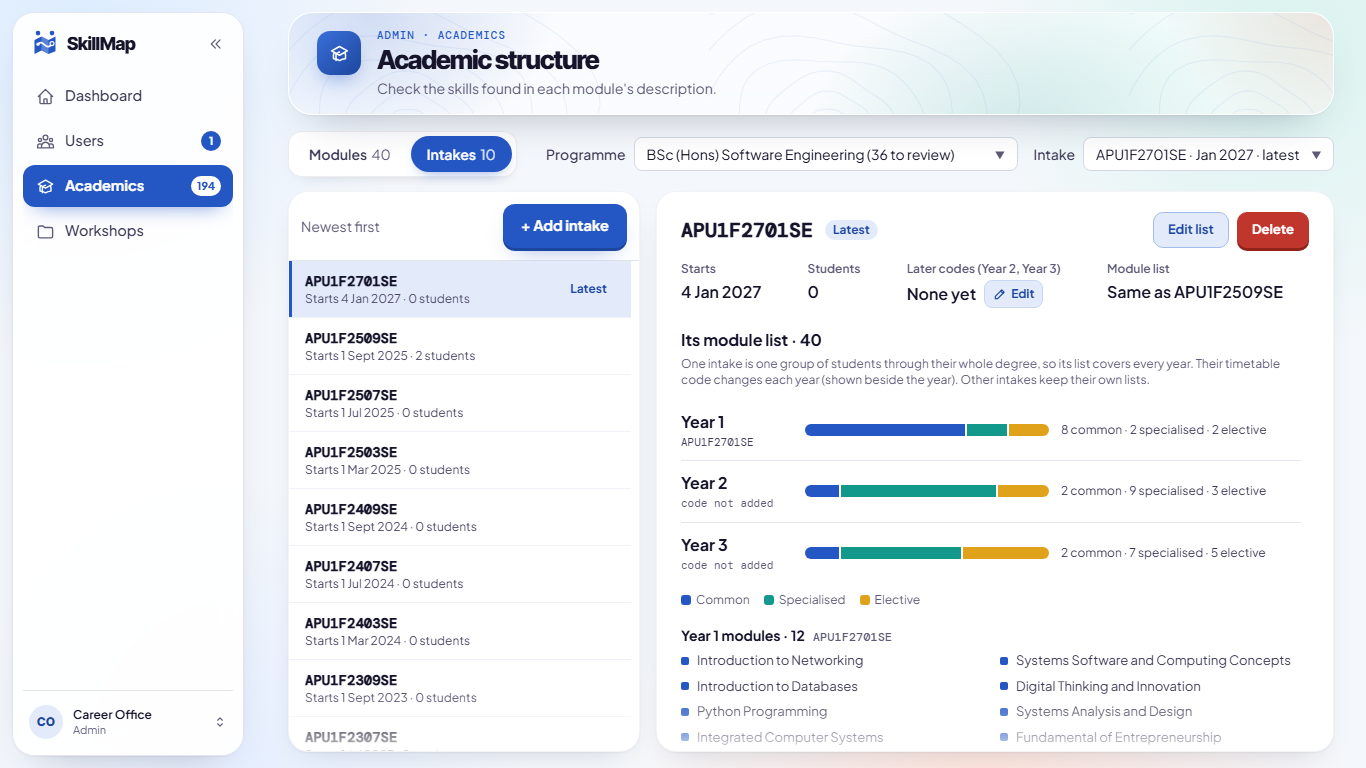 SkillMap
Dashboard
Users 1
Academics 194
Workshops
CO Career Office
Admin
ADMIN · ACADEMICS
Academic structure
Check the skills found in each module's description.
Modules 40 Intakes 10 Programme BSc (Hons) Software Engineering (36 to review) Intake APU1F2701SE · Jan 2027 · latest
Newest first + Add intake
APU1F2701SE
Starts 4 Jan 2027 · 0 students Latest
APU1F2509SE
Starts 1 Sept 2025 · 2 students
APU1F2507SE
Starts 1 Jul 2025 · 0 students
APU1F2503SE
Starts 1 Mar 2025 · 0 students
APU1F2409SE
Starts 1 Sept 2024 · 0 students
APU1F2407SE
Starts 1 Jul 2024 · 0 students
APU1F2403SE
Starts 1 Mar 2024 · 0 students
APU1F2309SE
Starts 1 Sept 2023 · 0 students
APU1F2307SE
APU1F2701SE Latest Edit list Delete
Starts Students Later codes (Year 2, Year 3) Module list
4 Jan 2027 0 None yet Edit Same as APU1F2509SE
Its module list · 40
One intake is one group of students through their whole degree, so its list covers every year. Their timetable
code changes each year (shown beside the year). Other intakes keep their own lists.
Year 1
APU1F2701SE 8 common · 2 specialised · 2 elective
Year 2
code not added 2 common · 9 specialised · 3 elective
Year 3
code not added 2 common · 7 specialised · 5 elective
Common Specialised Elective
Year 1 modules · 12 APU1F2701SE
Introduction to Networking Systems Software and Computing Concepts
Introduction to Databases Digital Thinking and Innovation
Python Programming Systems Analysis and Design
Integrated Computer Systems Fundamental of Entrepreneurship